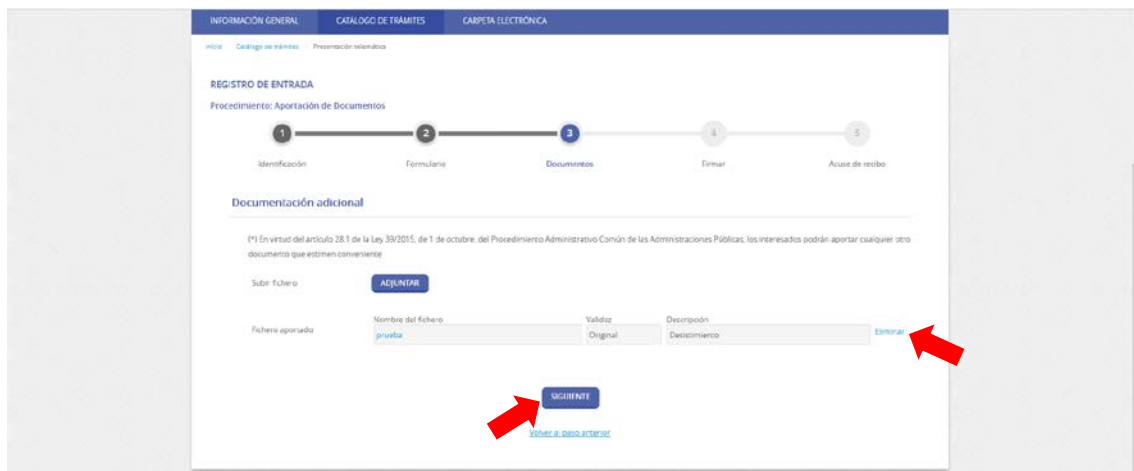 INFORMACIÓN GENERAL CATÁLOGO DE TRÁMITES CARPETA ELECTRÓNICA
Inicio Catálogo de trámites Presentación telemática
REGISTRO DE ENTRADA
Procedimiento: Aportación de Documentos
1 2 3 4 5
Identificación Formulario Documentos Firmar Acuse de recibo
Documentación adicional
(*) En virtud del artículo 28.1 de la Ley 39/2015, de 1 de octubre, del Procedimiento Administrativo Común de las Administraciones Públicas, los interesados podrán aportar cualquier otro
documento que estimen conveniente
Subir fichero ADJUNTAR
Nombre del fichero Validez Descripción
Fichero aportado prueba Original Desistimiento Eliminar
SIGUIENTE
Volver al paso anterior